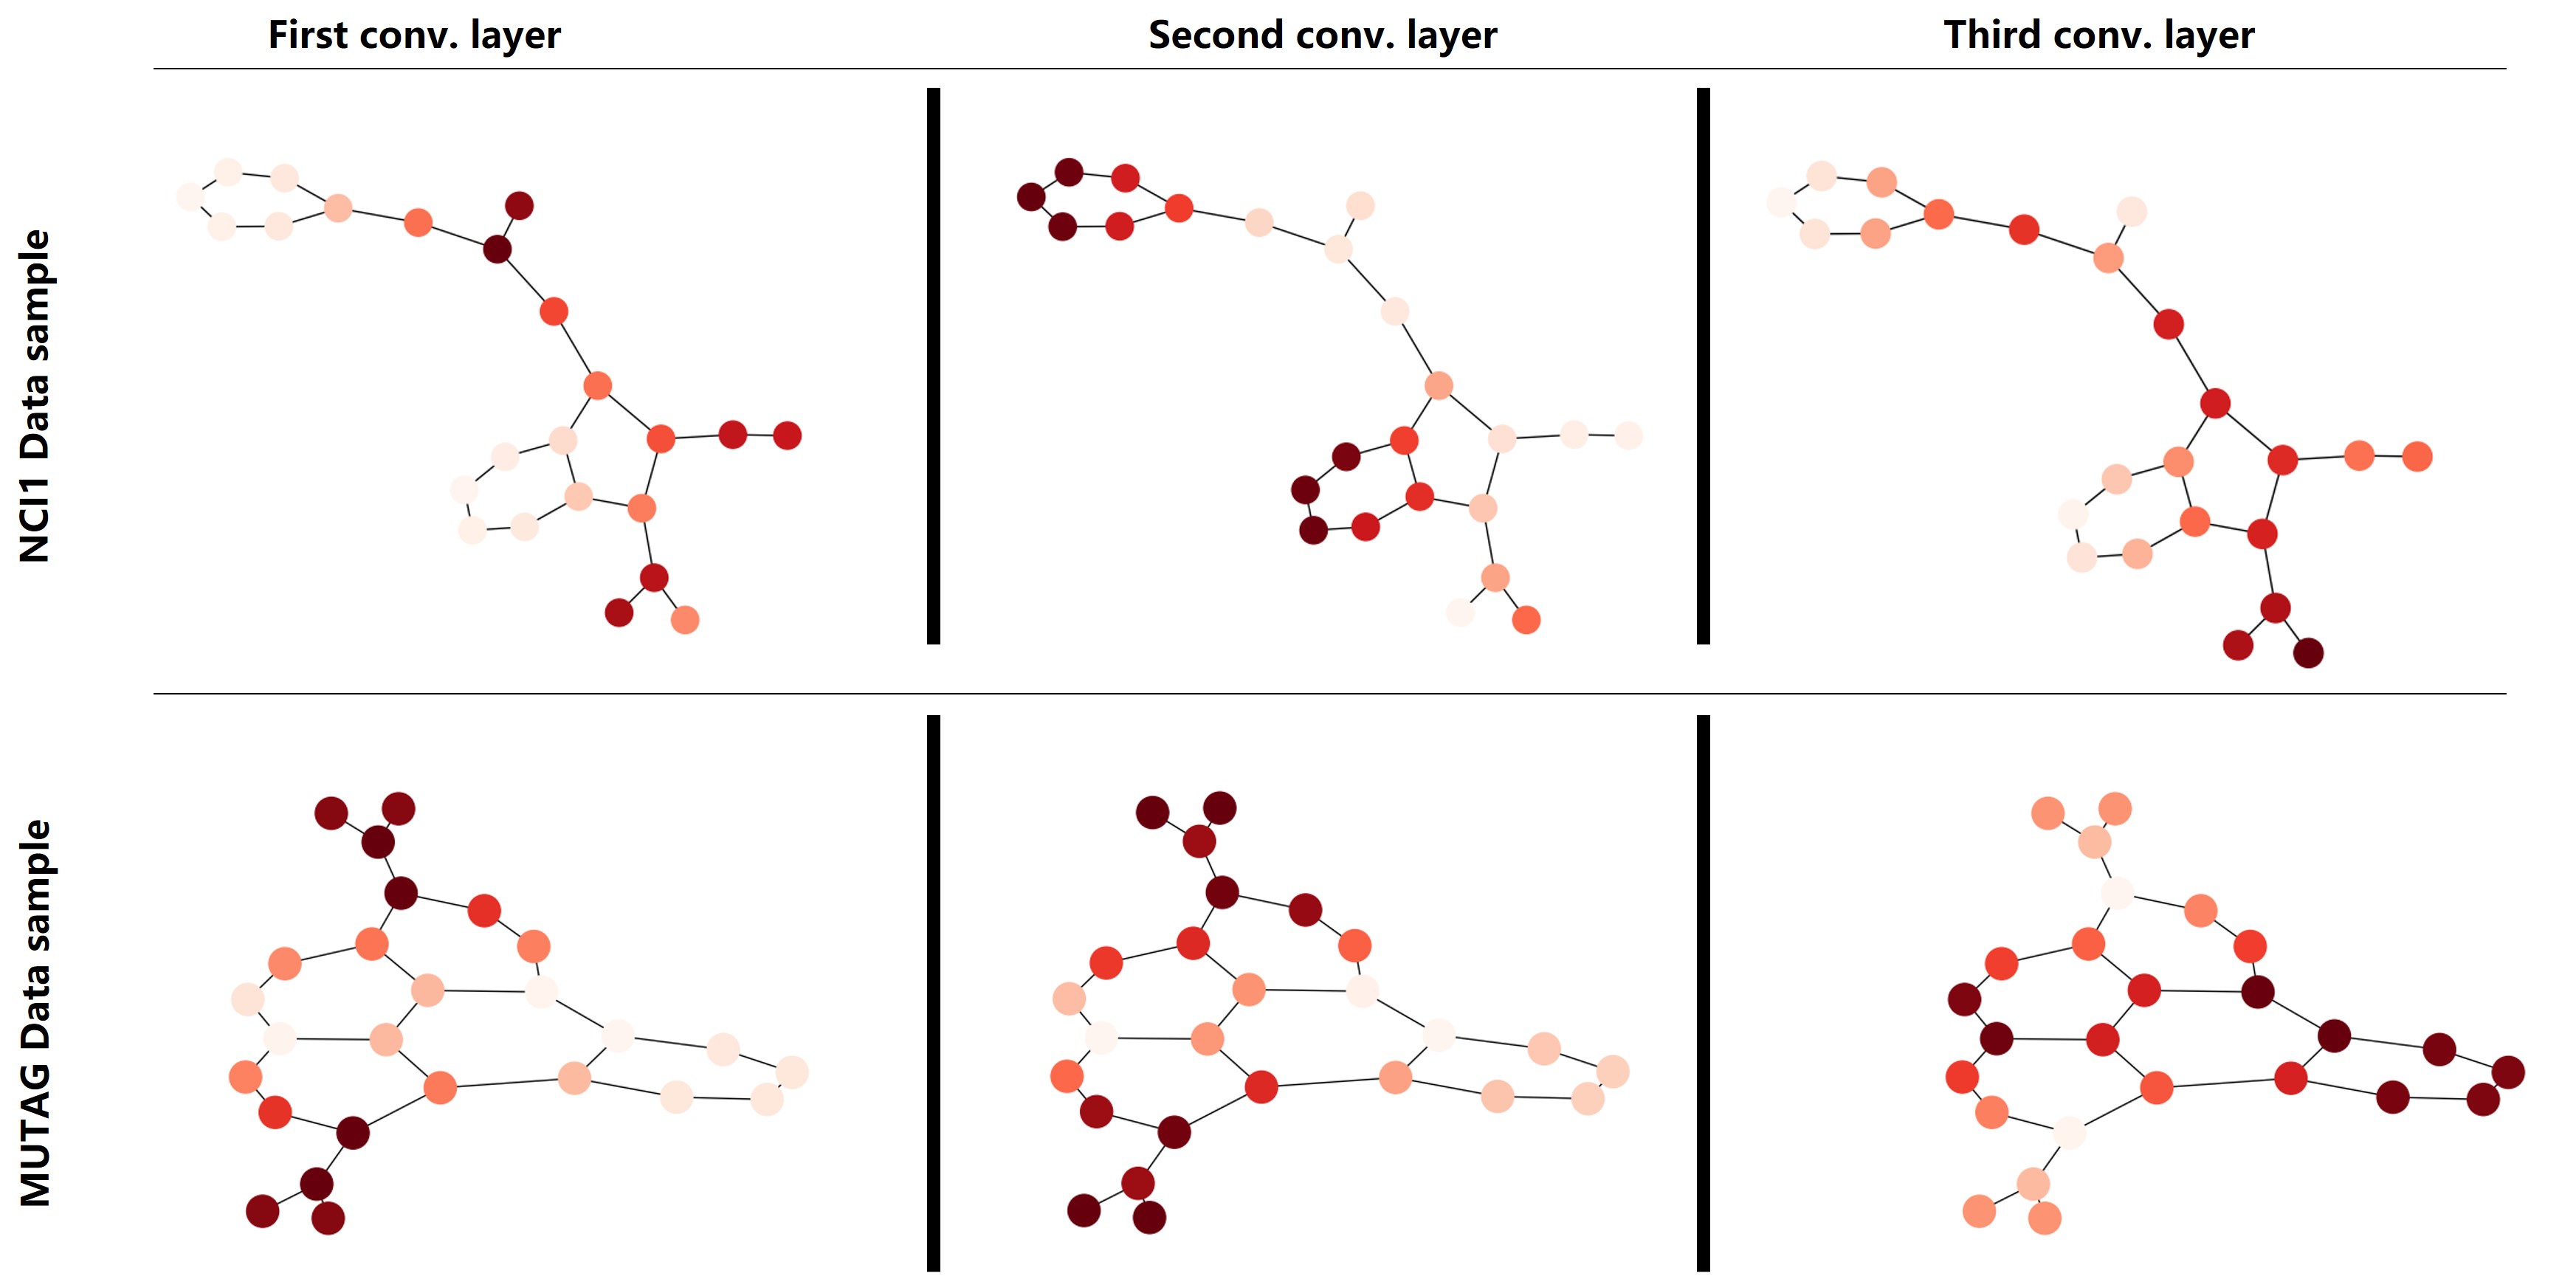 First conv. layer
Second conv. layer
Third conv. layer
NCI1 Data sample
MUTAG Data sample